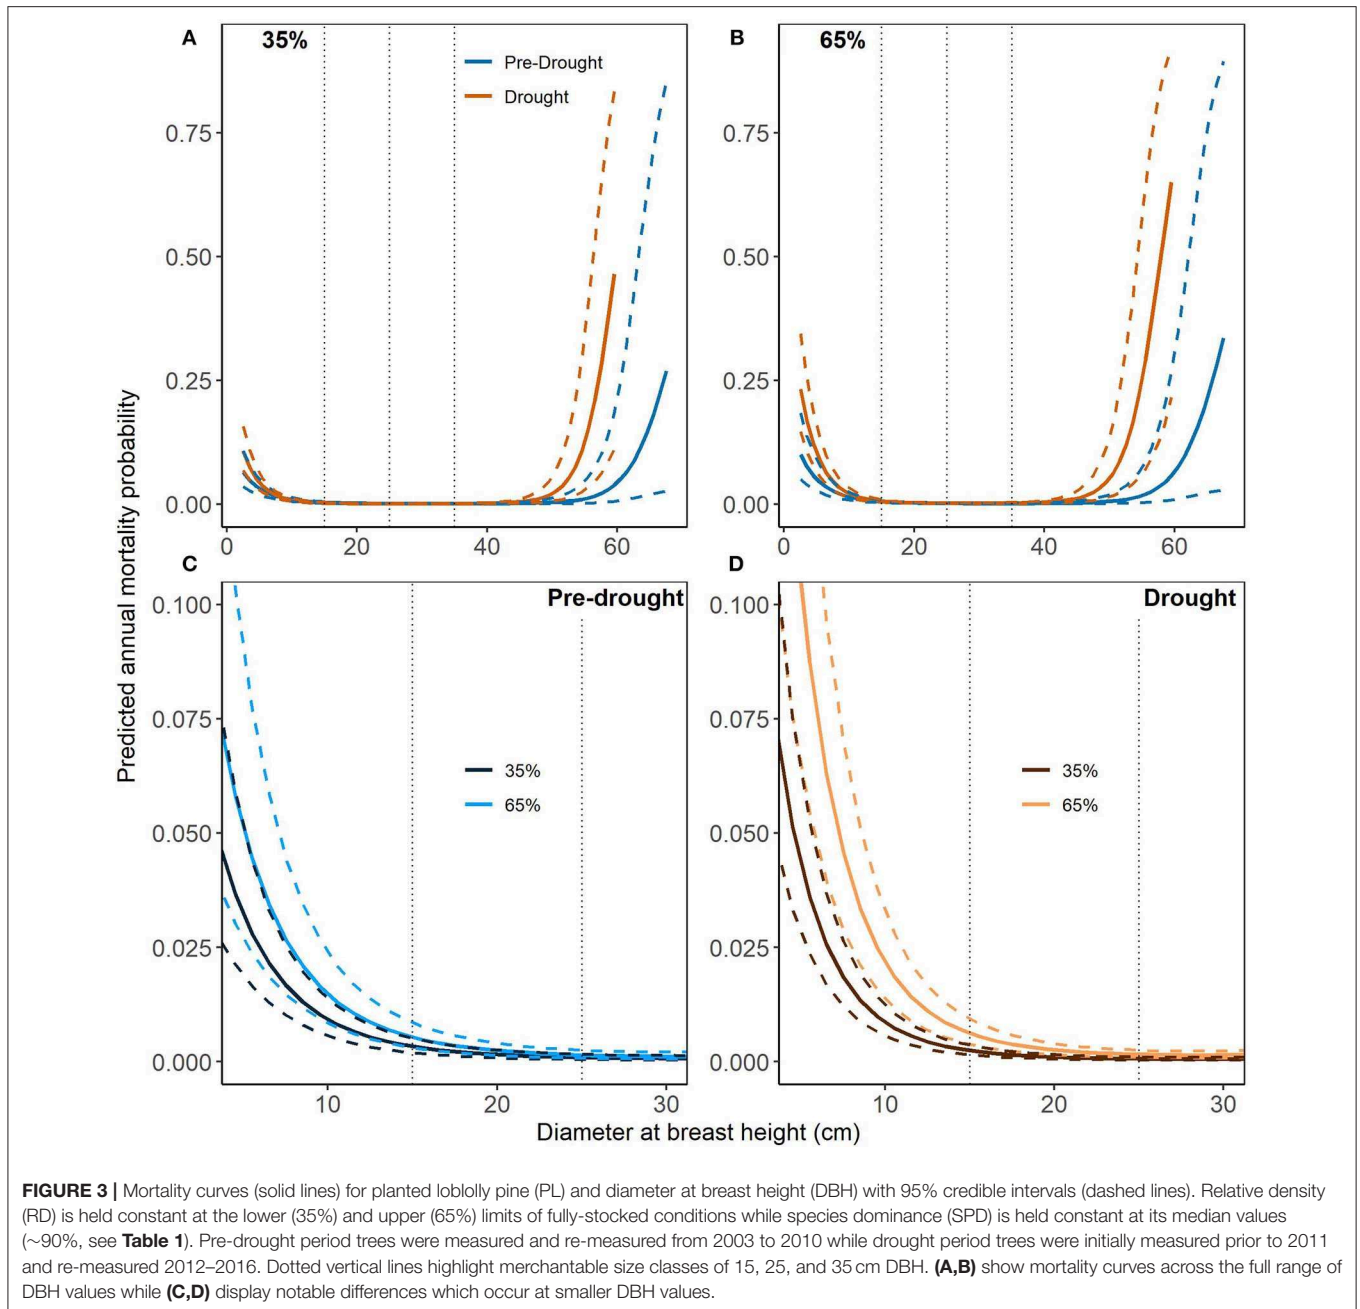 A
35%
Pre-Drought
Drought
B
65%
0.75
0.50
0.25
0.00
0 20 40 60
0.75
0.50
0.25
0.00
0 20 40 60
Predicted annual mortality probability
C
Pre-drought
0.100
0.075
0.050
0.025
0.000
35%
65%
10 20 30
D
Drought
0.100
0.075
0.050
0.025
0.000
35%
65%
10 20 30
Diameter at breast height (cm)
FIGURE 3 | Mortality curves (solid lines) for planted loblolly pine (PL) and diameter at breast height (DBH) with 95% credible intervals (dashed lines). Relative density
(RD) is held constant at the lower (35%) and upper (65%) limits of fully-stocked conditions while species dominance (SPD) is held constant at its median values
(~90%, see Table 1). Pre-drought period trees were measured and re-measured from 2003 to 2010 while drought period trees were initially measured prior to 2011
and re-measured 2012–2016. Dotted vertical lines highlight merchantable size classes of 15, 25, and 35 cm DBH. (A,B) show mortality curves across the full range of
DBH values while (C,D) display notable differences which occur at smaller DBH values.